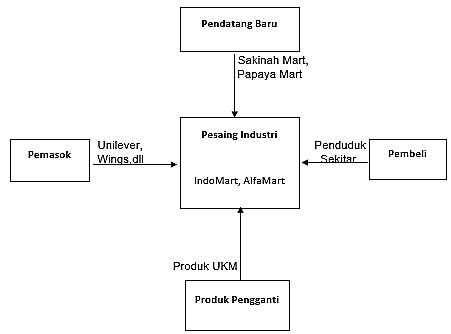 Pendatang Baru
Sakinah Mart,
Papaya Mart
Pesaing Industri
IndoMart, AlfaMart
Pemasok
Unilever,
Wings,dll
Penduduk
Sekitar
Pembeli
Produk UKM
Produk Pengganti